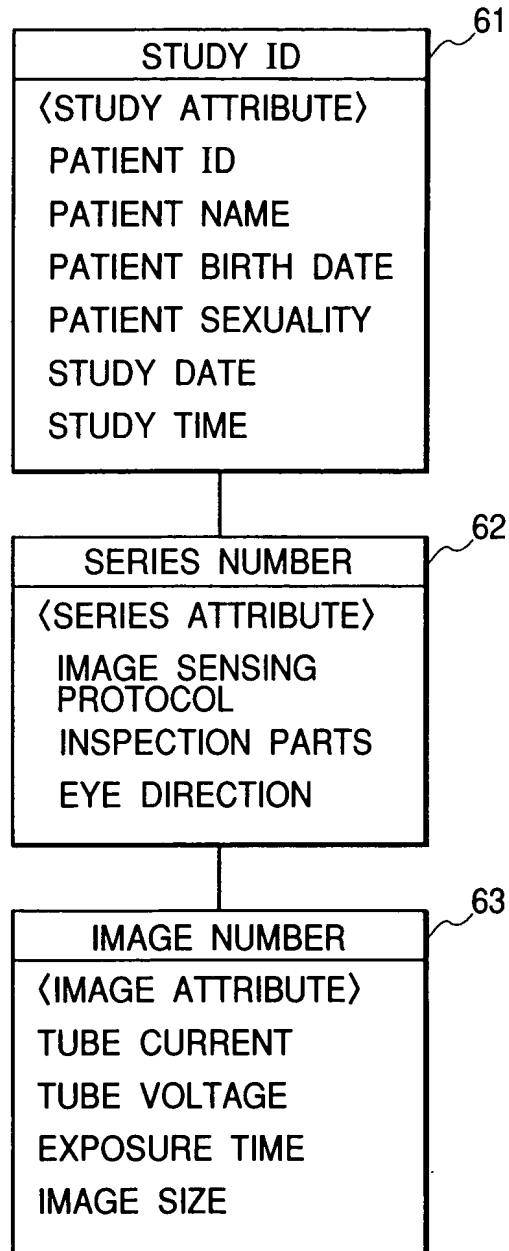 61
STUDY ID
〈STUDY ATTRIBUTE〉
PATIENT ID
PATIENT NAME
PATIENT BIRTH DATE
PATIENT SEXUALITY
STUDY DATE
STUDY TIME
62
SERIES NUMBER
〈SERIES ATTRIBUTE〉
IMAGE SENSING
PROTOCOL
INSPECTION PARTS
EYE DIRECTION
63
IMAGE NUMBER
〈IMAGE ATTRIBUTE〉
TUBE CURRENT
TUBE VOLTAGE
EXPOSURE TIME
IMAGE SIZE